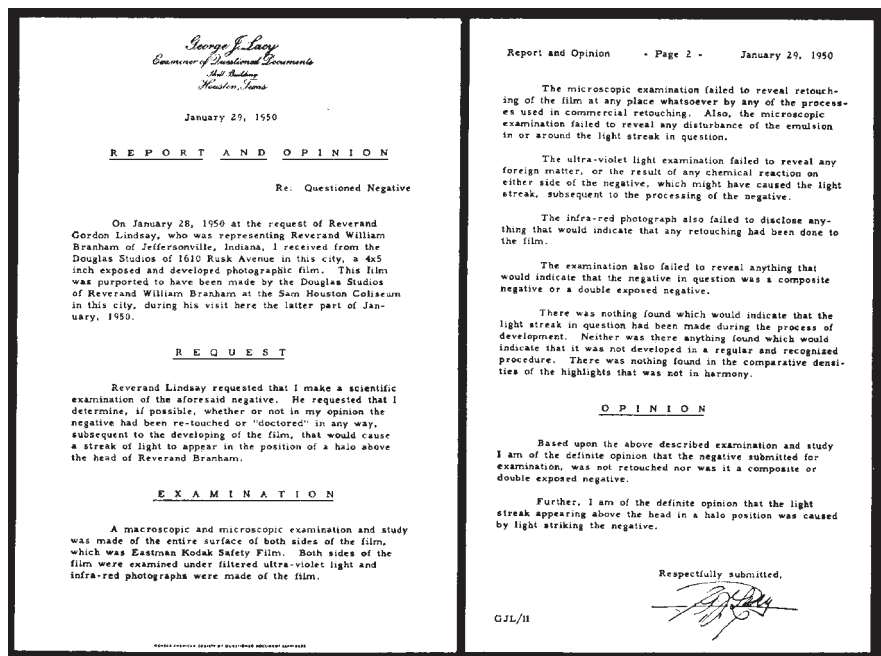 George J. Lacy
Examiner of Questioned Documents
Shell Building
Houston, Texas
January 29, 1950
REPORT AND OPINION
Re: Questioned Negative
On January 28, 1950 at the request of Reverand
Gordon Lindsay, who was representing Reverand William
Branham of Jeffersonville, Indiana, I received from the
Douglas Studios of 1610 Rusk Avenue in this city, a 4x5
inch exposed and developed photographic film. This film
was purported to have been made by the Douglas Studios
of Reverand William Branham at the Sam Houston Coliseum
in this city, during his visit here the latter part of Jan-
uary, 1950.
REQUEST
Reverand Lindsay requested that I make a scientific
examination of the aforesaid negative. He requested that I
determine, if possible, whether or not in my opinion the
negative had been re-touched or "doctored" in any way,
subsequent to the developing of the film, that would cause
a streak of light to appear in the position of a halo above
the head of Reverand Branham.
EXAMINATION
A macroscopic and microscopic examination and study
was made of the entire surface of both sides of the film,
which was Eastman Kodak Safety Film. Both sides of the
film were examined under filtered ultra-violet light and
infra-red photographs were made of the film.
MEMBER AMERICAN SOCIETY OF QUESTIONED DOCUMENT EXAMINERS
Report and Opinion - Page 2 - January 29, 1950
The microscopic examination failed to reveal retouch-
ing of the film at any place whatsoever by any of the process-
es used in commercial retouching. Also, the microscopic
examination failed to reveal any disturbance of the emulsion
in or around the light streak in question.
The ultra-violet light examination failed to reveal any
foreign matter, or the result of any chemical reaction on
either side of the negative, which might have caused the light
streak, subsequent to the processing of the negative.
The infra-red photograph also failed to disclose any-
thing that would indicate that any retouching had been done to
the film.
The examination also failed to reveal anything that
would indicate that the negative in question was a composite
negative or a double exposed negative.
There was nothing found which would indicate that the
light streak in question had been made during the process of
development. Neither was there anything found which would
indicate that it was not developed in a regular and recognized
procedure. There was nothing found in the comparative densi-
ties of the highlights that was not in harmony.
OPINION
Based upon the above described examination and study
I am of the definite opinion that the negative submitted for
examination, was not retouched nor was it a composite or
double exposed negative.
Further, I am of the definite opinion that the light
streak appearing above the head in a halo position was caused
by light striking the negative.
Respectfully submitted,
GJ Lacy
GJL/11